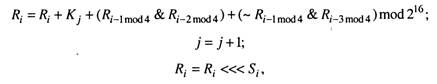 R_i = R_i + K_j + (R_{i-1 mod 4} & R_{i-2 mod 4}) + (~ R_{i-1 mod 4} & R_{i-3 mod 4}) mod 2^{16};
j = j+1;
R_i = R_i <<< S_i,